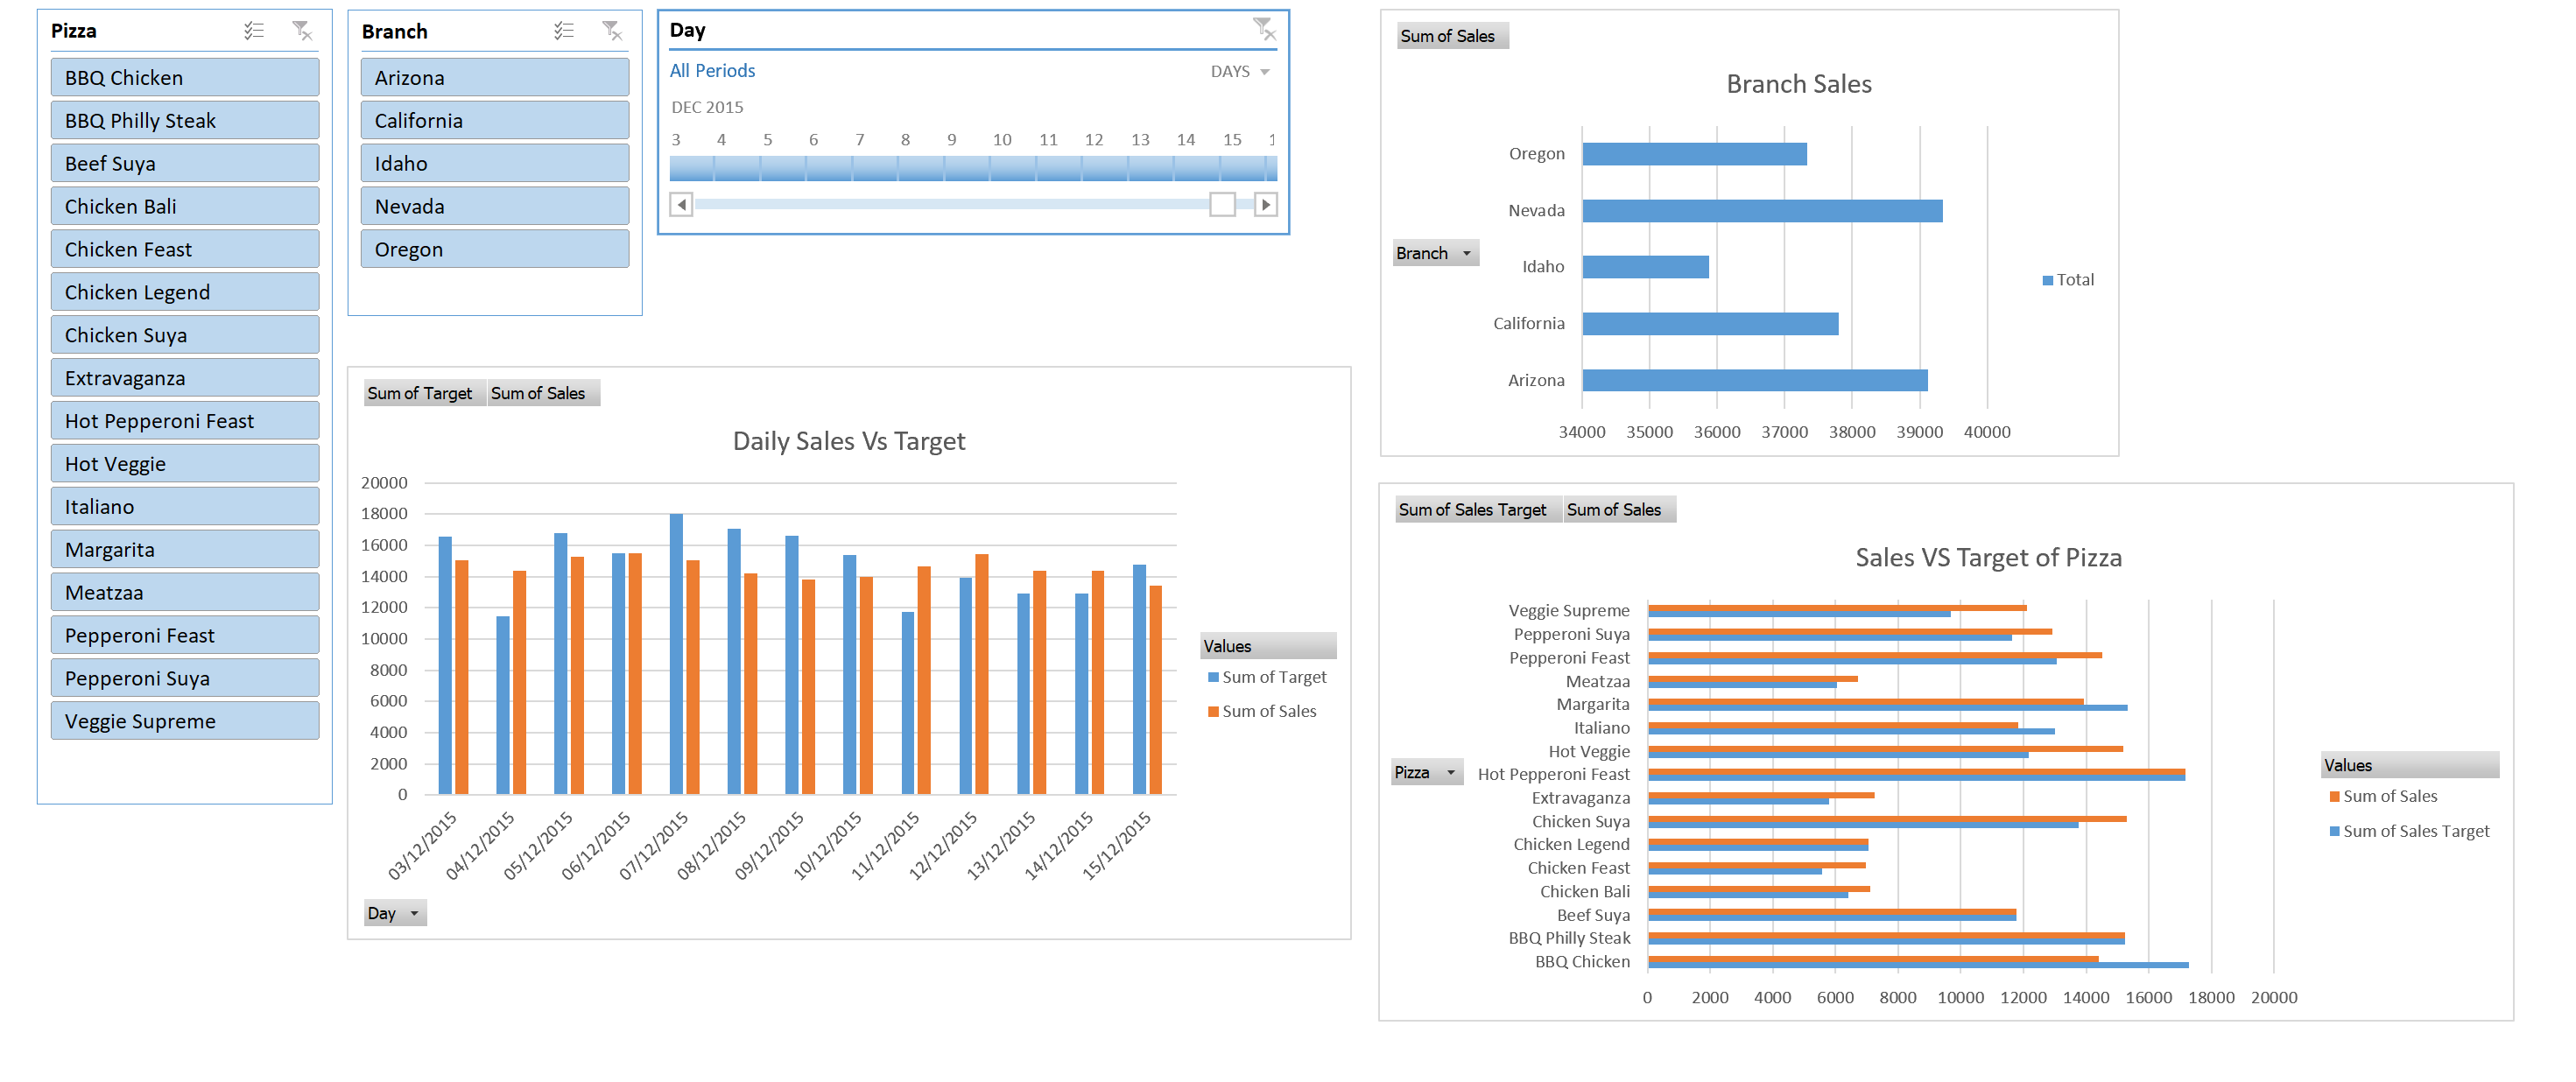 Pizza
BBQ Chicken
BBQ Philly Steak
Beef Suya
Chicken Bali
Chicken Feast
Chicken Legend
Chicken Suya
Extravaganza
Hot Pepperoni Feast
Hot Veggie
Italiano
Margarita
Meatzaa
Pepperoni Feast
Pepperoni Suya
Veggie Supreme
Branch
Arizona
California
Idaho
Nevada
Oregon
Day
All Periods DAYS
DEC 2015
3 4 5 6 7 8 9 10 11 12 13 14 15 1
Sum of Sales
Branch Sales
Oregon
Nevada
Branch
Idaho
California
Arizona
Total
34000 35000 36000 37000 38000 39000 40000
Sum of Target Sum of Sales
Daily Sales Vs Target
20000
18000
16000
14000
12000
10000
8000
6000
4000
2000
0
03/12/2015 04/12/2015 05/12/2015 06/12/2015 07/12/2015 08/12/2015 09/12/2015 10/12/2015 11/12/2015 12/12/2015 13/12/2015 14/12/2015 15/12/2015
Values
Sum of Target
Sum of Sales
Day
Sum of Sales Target Sum of Sales
Sales VS Target of Pizza
Veggie Supreme
Pepperoni Suya
Pepperoni Feast
Meatzaa
Margarita
Italiano
Hot Veggie
Pizza
Hot Pepperoni Feast
Extravaganza
Chicken Suya
Chicken Legend
Chicken Feast
Chicken Bali
Beef Suya
BBQ Philly Steak
BBQ Chicken
0 2000 4000 6000 8000 10000 12000 14000 16000 18000 20000
Values
Sum of Sales
Sum of Sales Target